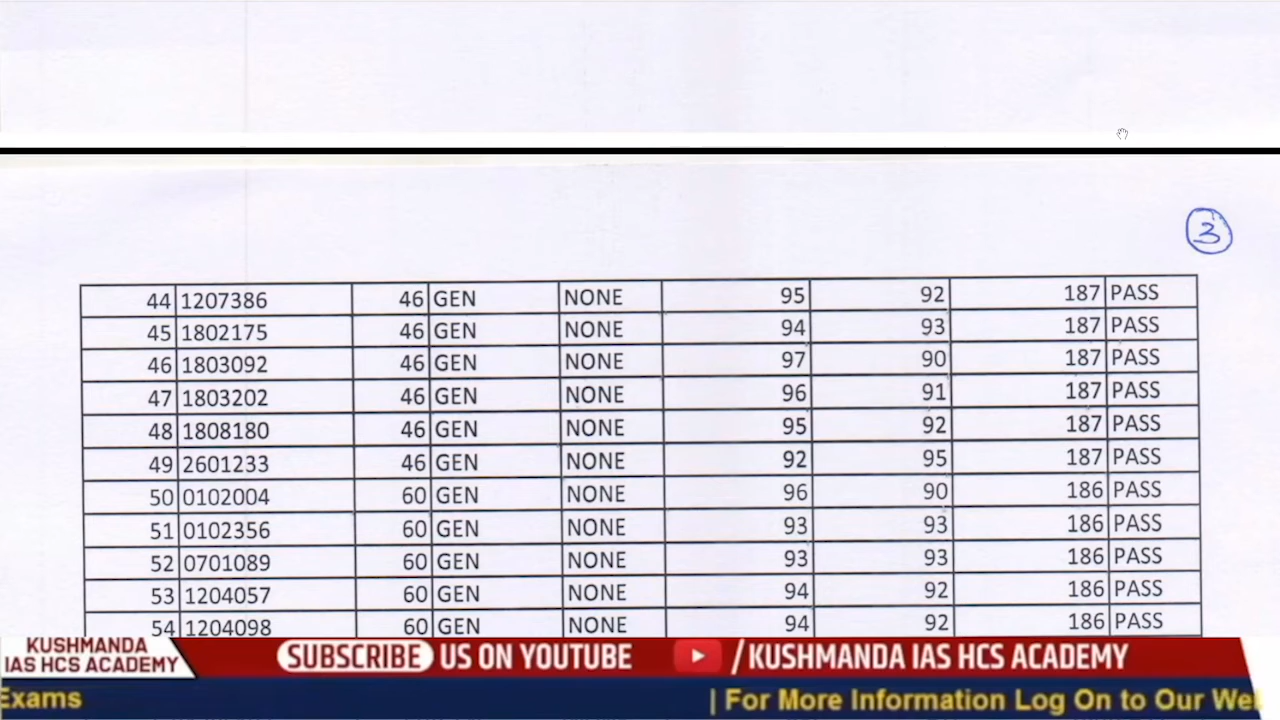 3
44 1207386 46 GEN NONE 95 92 187 PASS
45 1802175 46 GEN NONE 94 93 187 PASS
46 1803092 46 GEN NONE 97 90 187 PASS
47 1803202 46 GEN NONE 96 91 187 PASS
48 1808180 46 GEN NONE 95 92 187 PASS
49 2601233 46 GEN NONE 92 95 187 PASS
50 0102004 60 GEN NONE 96 90 186 PASS
51 0102356 60 GEN NONE 93 93 186 PASS
52 0701089 60 GEN NONE 93 93 186 PASS
53 1204057 60 GEN NONE 94 92 186 PASS
54 1204098 60 GEN NONE 94 92 186 PASS
KUSHMANDA
IAS HCS ACADEMY
SUBSCRIBE US ON YOUTUBE /KUSHMANDA IAS HCS ACADEMY
Exams | For More Information Log On to Our We